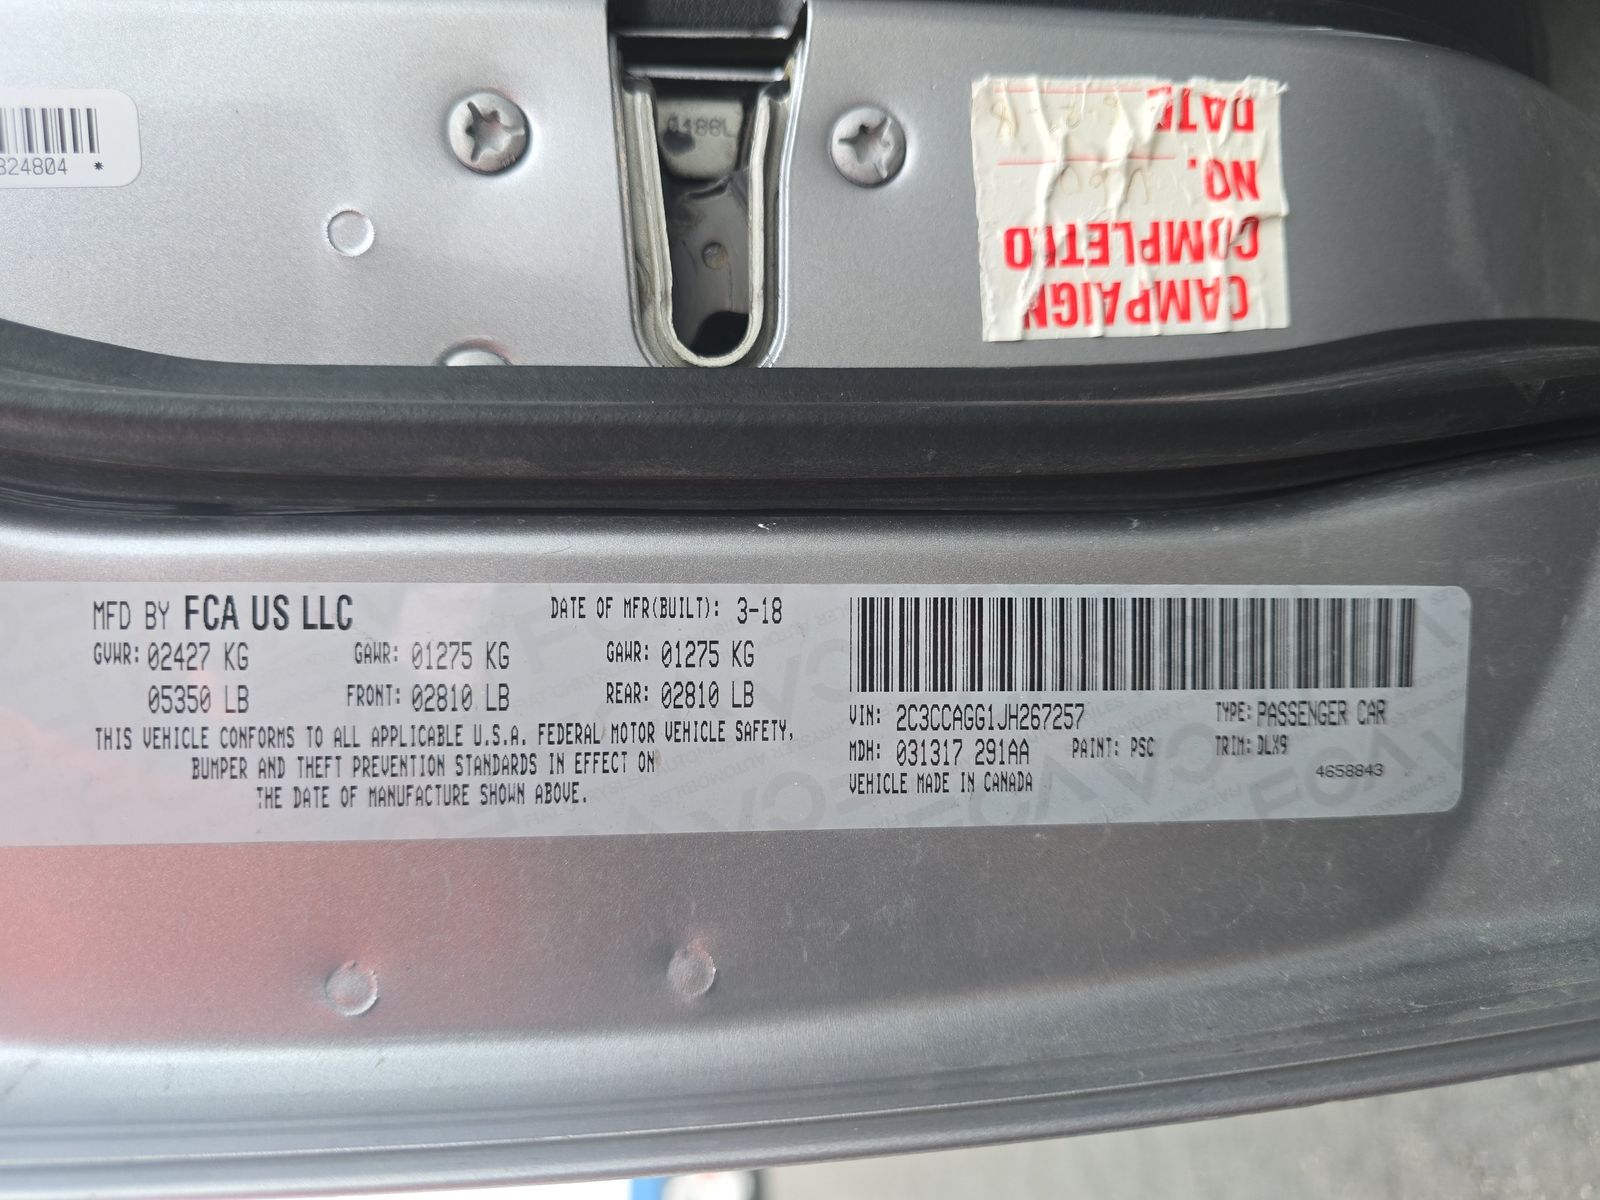 824804 *
CAMPAIGN
COMPLETED
NO.
DATE
MFD BY FCA US LLC DATE OF MFR(BUILT): 3-18
GVWR: 02427 KG GAWR: 01275 KG GAWR: 01275 KG
05350 LB FRONT: 02810 LB REAR: 02810 LB
THIS VEHICLE CONFORMS TO ALL APPLICABLE U.S.A. FEDERAL MOTOR VEHICLE SAFETY,
BUMPER AND THEFT PREVENTION STANDARDS IN EFFECT ON
THE DATE OF MANUFACTURE SHOWN ABOVE.
VIN: 2C3CCAGG1JH267257 TYPE: PASSENGER CAR
MDH: 031317 291AA PAINT: PSC TRIM: DLX9
VEHICLE MADE IN CANADA 4658843